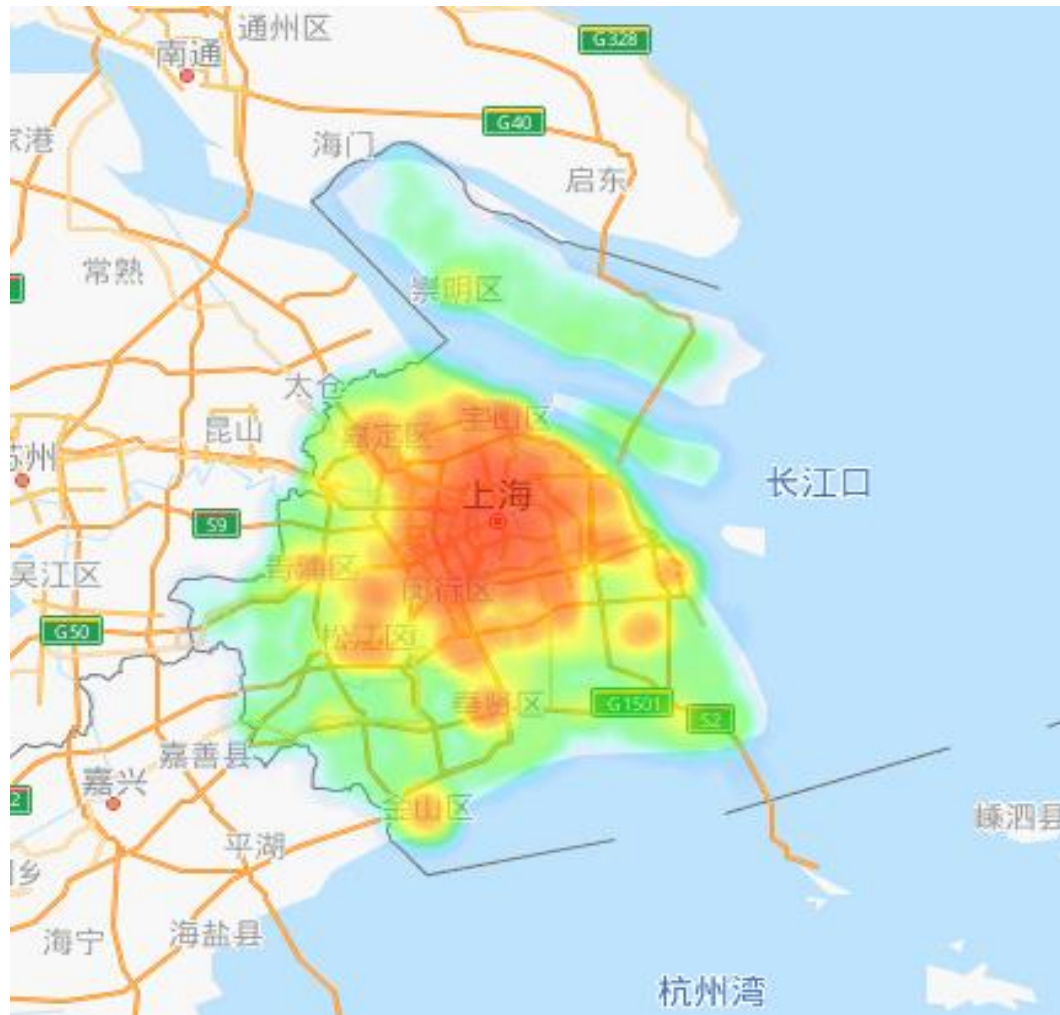 通州区
G328
南通
G40
家港
海门
启东
常熟
崇明区
太仓
宝山区
昆山
嘉定区
苏州
上海
长江口
S9
青浦区
吴江区
闵行区
G50
松江区
奉贤区
G1501
S2
嘉善县
嘉兴
2
金山区
嵊泗县
平湖
乡
海宁
海盐县
杭州湾